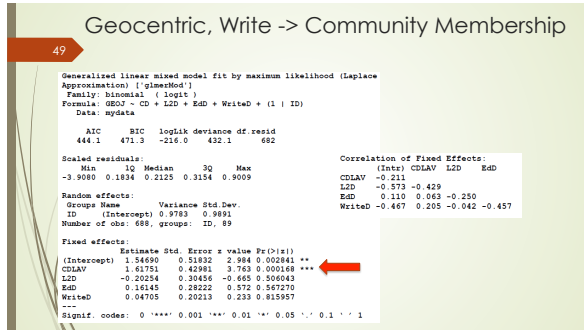 Geocentric, Write -> Community Membership
49
Generalized linear mixed model fit by maximum likelihood (Laplace
Approximation) ['glmerMod']
Family: binomial ( logit )
Formula: GEOJ ~ CD + L2D + EdD + WriteD + (1 | ID)
Data: mydata
AIC BIC logLik deviance df.resid
444.1 471.3 -216.0 432.1 682
Scaled residuals:
Min 1Q Median 3Q Max
-3.9080 0.1834 0.2125 0.3154 0.9009
Random effects:
Groups Name Variance Std.Dev.
ID (Intercept) 0.9783 0.9891
Number of obs: 688, groups: ID, 89
Fixed effects:
Estimate Std. Error z value Pr(>|z|)
(Intercept) 1.54690 0.51832 2.984 0.002841 **
CDLAV 1.61751 0.42981 3.763 0.000168 ***
L2D -0.20254 0.30456 -0.665 0.506043
EdD 0.16145 0.28222 0.572 0.567270
WriteD 0.04705 0.20213 0.233 0.815957
---
Signif. codes: 0 '***' 0.001 '**' 0.01 '*' 0.05 '.' 0.1 ' ' 1
Correlation of Fixed Effects:
(Intr) CDLAV L2D EdD
CDLAV -0.211
L2D -0.573 -0.429
EdD 0.110 0.063 -0.250
WriteD -0.467 0.205 -0.042 -0.457